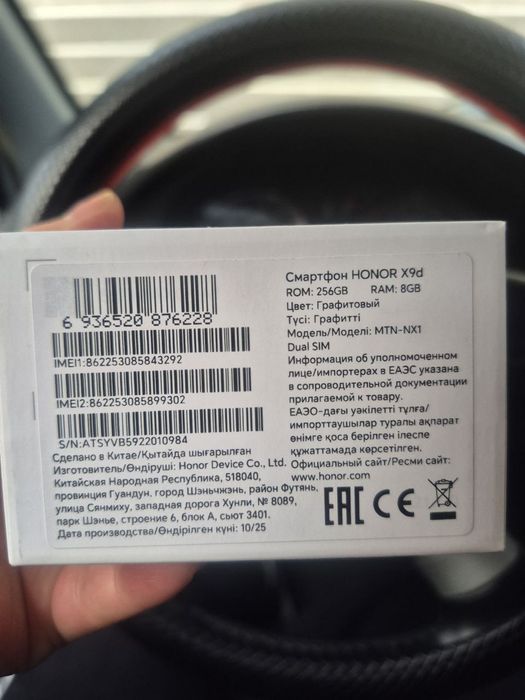 6 936520 876228
IMEI1:862253085843292
IMEI2:862253085899302
S/N:ATSYVB5922010984
Смартфон HONOR X9d
ROM: 256GB RAM: 8GB
Цвет: Графитовый
Түсі: Графитті
Модель/Моделі: MTN-NX1
Dual SIM
Информация об уполномоченном
лице/импортерах в ЕАЭС указана
в сопроводительной документации
прилагаемой к товару.
ЕАЭО-дағы уәкілетті тұлға/
импорттаушылар туралы ақпарат
өнімге қоса берілген ілеспе
құжаттамада көрсетілген.
Официальный сайт/Ресми сайт:
www.honor.com
Сделано в Китае/Қытайда шығарылған
Изготовитель/Өндіруші: Honor Device Co., Ltd.
Китайская Народная Республика, 518040,
провинция Гуандун, город Шэньчжэнь, район Футянь,
улица Сянмиху, западная дорога Хунли, № 8089,
парк Шэнье, строение 6, блок А, сьют 3401.
Дата производства/Өндірілген күні: 10/25
EAC CE